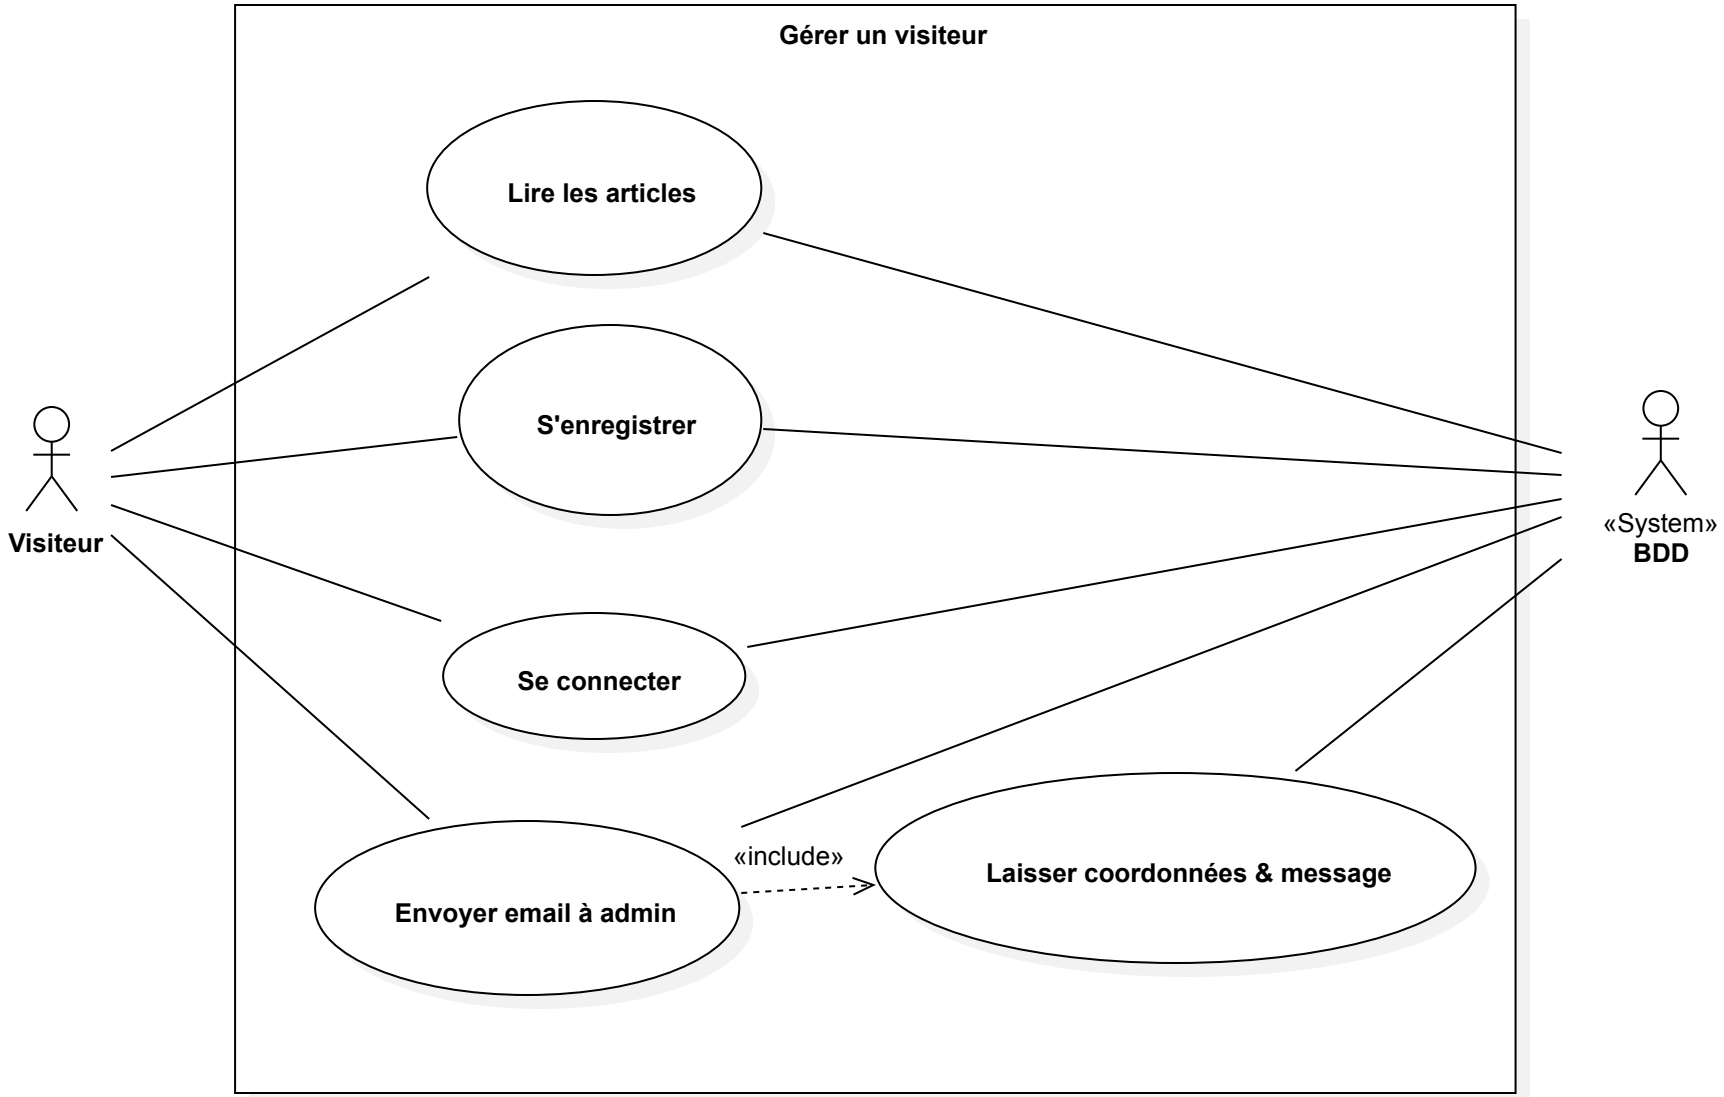 Gérer un visiteur
Lire les articles
S'enregistrer
Visiteur
«System»
BDD
Se connecter
«include»
Envoyer email à admin
Laisser coordonnées & message